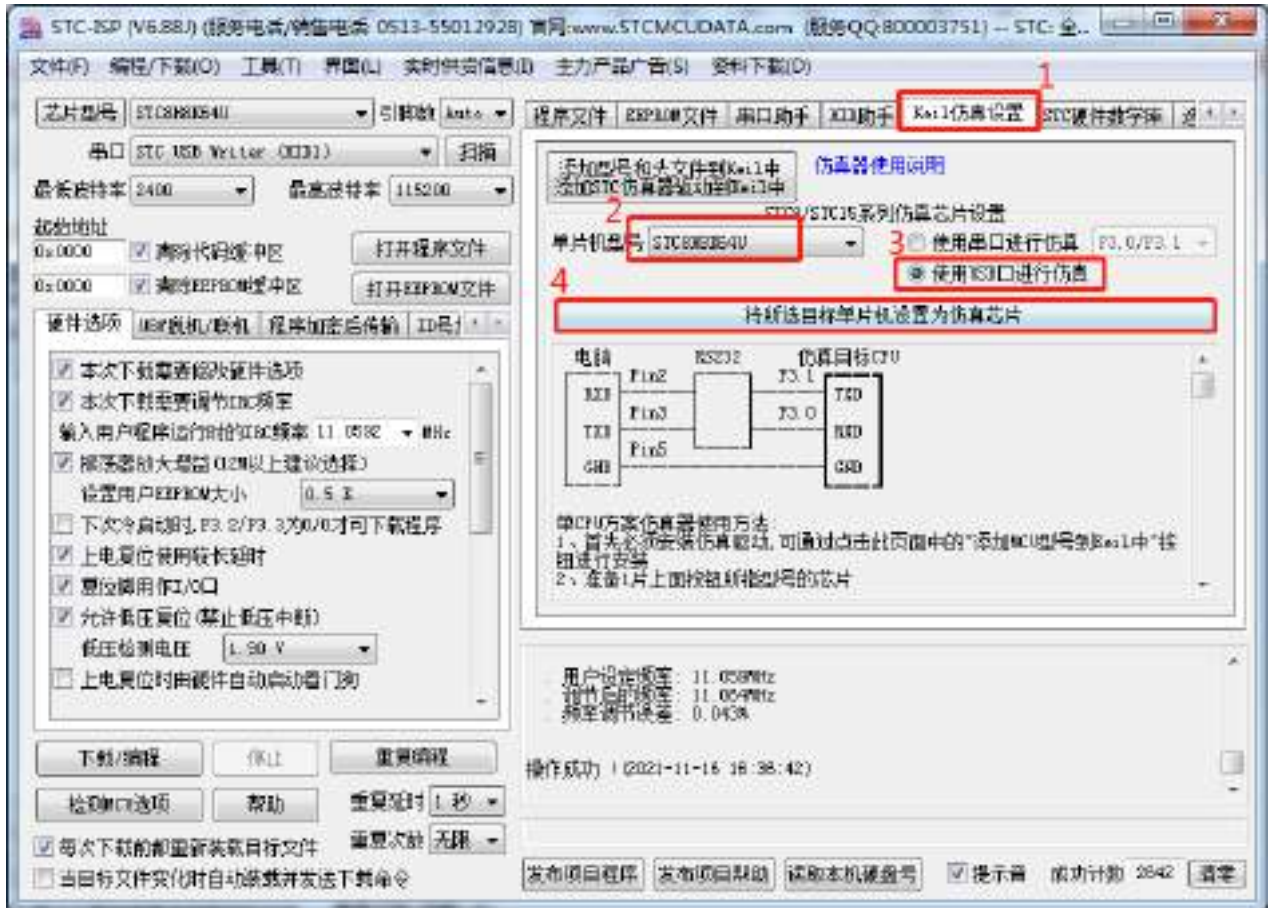 STC-ISP (V6.88J) (服务电话/销售电话 0513-55012928) 官网:www.STCMCUDATA.com (服务QQ:800003751) -- STC: 全..
文件(F) 编程/下载(O) 工具(T) 界面(L) 实时供货信息(I) 主力产品广告(S) 资料下载(D)
1
芯片型号 STC8H8K64U 引脚数 Auto
程序文件 EEPROM文件 串口助手 HID助手 Keil仿真设置 STC硬件数学库
串口 STC USB Writer (HID1) 扫描
最低波特率 2400 最高波特率 115200
起始地址
0x0000 清除代码缓冲区 打开程序文件
0x0000 清除EEPROM缓冲区 打开EEPROM文件
添加型号和头文件到Keil中
添加STC仿真器驱动到Keil中
仿真器使用说明
STC8/STC15系列仿真芯片设置
2
单片机型号 STC8H8K64U
3 使用串口进行仿真 P3.0/P3.1
使用USB口进行仿真
4
将所选目标单片机设置为仿真芯片
硬件选项 USB脱机/联机 程序加密后传输 ID号
本次下载需要修改硬件选项
本次下载需要调节IRC频率
输入用户程序运行时的IRC频率 11.0592 MHz
振荡器放大增益(12M以上建议选择)
设置用户EEPROM大小 0.5 K
下次冷启动时,P3.2/P3.3为0/0才可下载程序
上电复位使用较长延时
复位脚用作I/O口
允许低压复位(禁止低压中断)
低压检测电压 1.90 V
上电复位时由硬件自动启动看门狗
电脑 RS232 仿真目标CPU
RXD Pin2 P3.1 TXD
TXD Pin3 P3.0 RXD
GND Pin5 GND
单CPU方案仿真器使用方法
1、首先必须安装仿真驱动,可通过点击此页面中的"添加MCU型号到Keil中"按
钮进行安装
2、准备1片上面按钮所指型号的芯片
用户设定频率: 11.059MHz
调节后的频率: 11.064MHz
频率调节误差: 0.043%
操作成功 !(2021-11-16 16:36:42)
下载/编程 停止 重复编程
检测MCU选项 帮助 重复延时 1 秒
重复次数 无限
每次下载前都重新装载目标文件
当目标文件变化时自动装载并发送下载命令
发布项目程序 发布项目帮助 读取本机硬盘号 提示音 成功计数 2642 清零